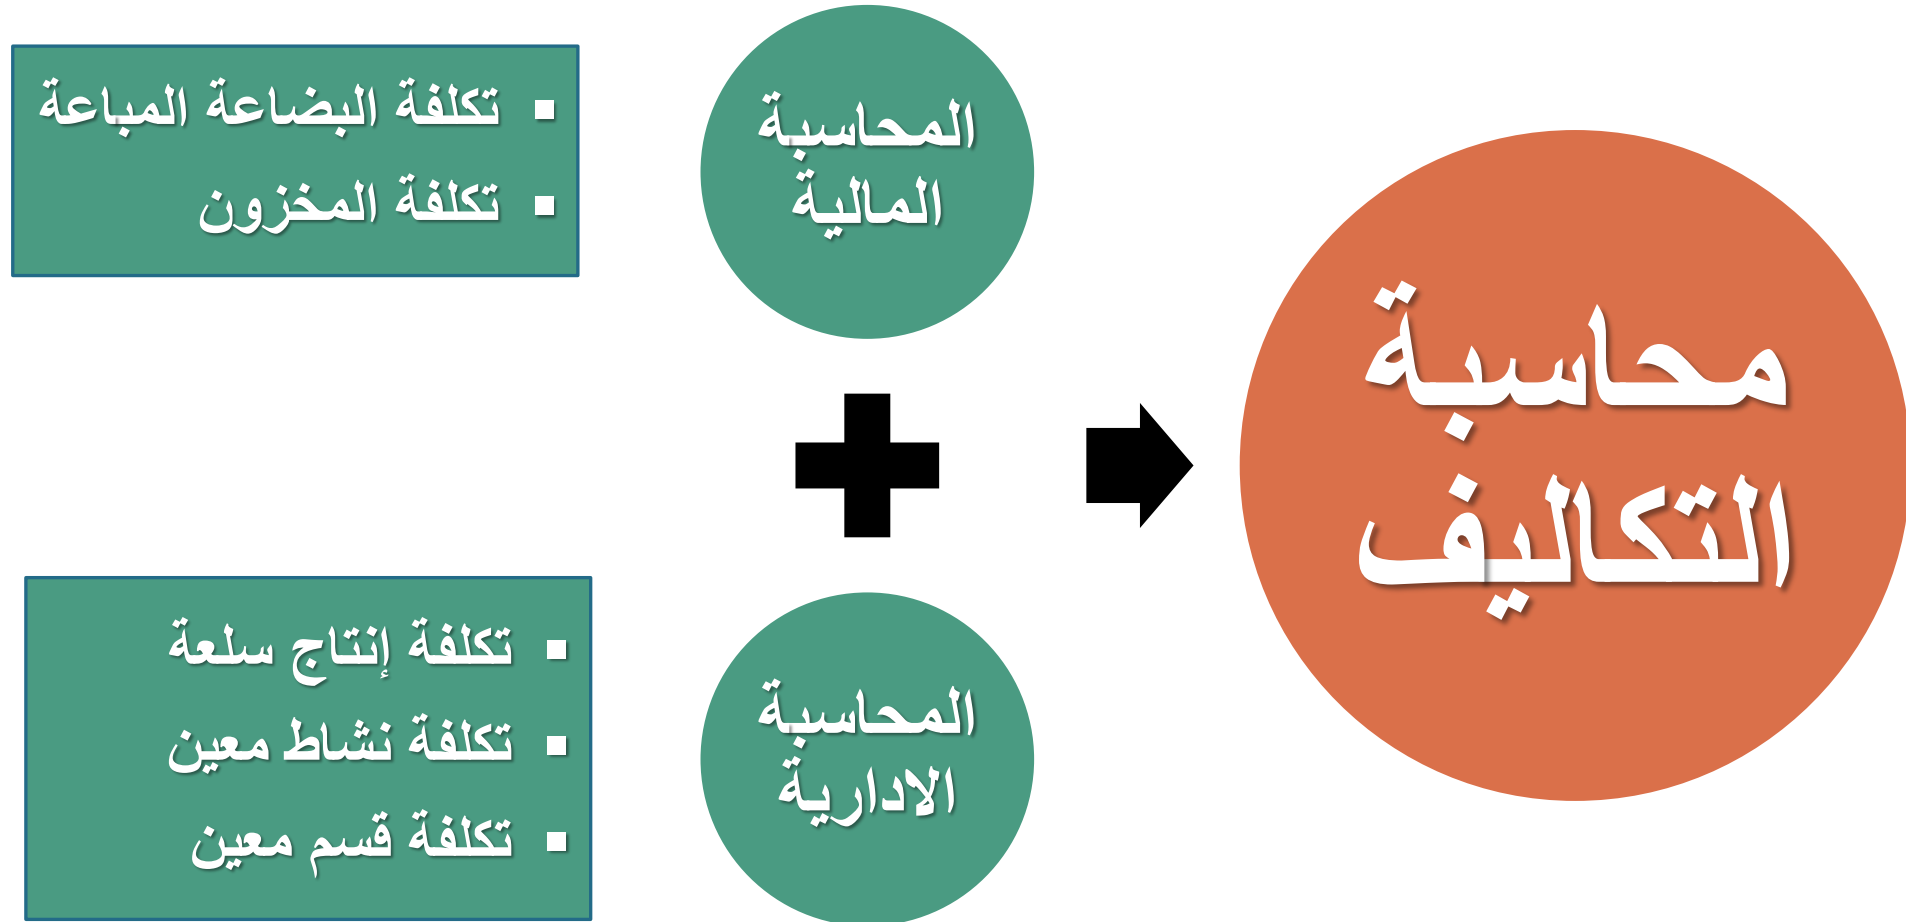 محاسبة
التكاليف
المحاسبة
المالية
▪ تكلفة البضاعة المباعة
▪ تكلفة المخزون
المحاسبة
الادارية
▪ تكلفة إنتاج سلعة
▪ تكلفة نشاط معين
▪ تكلفة قسم معين